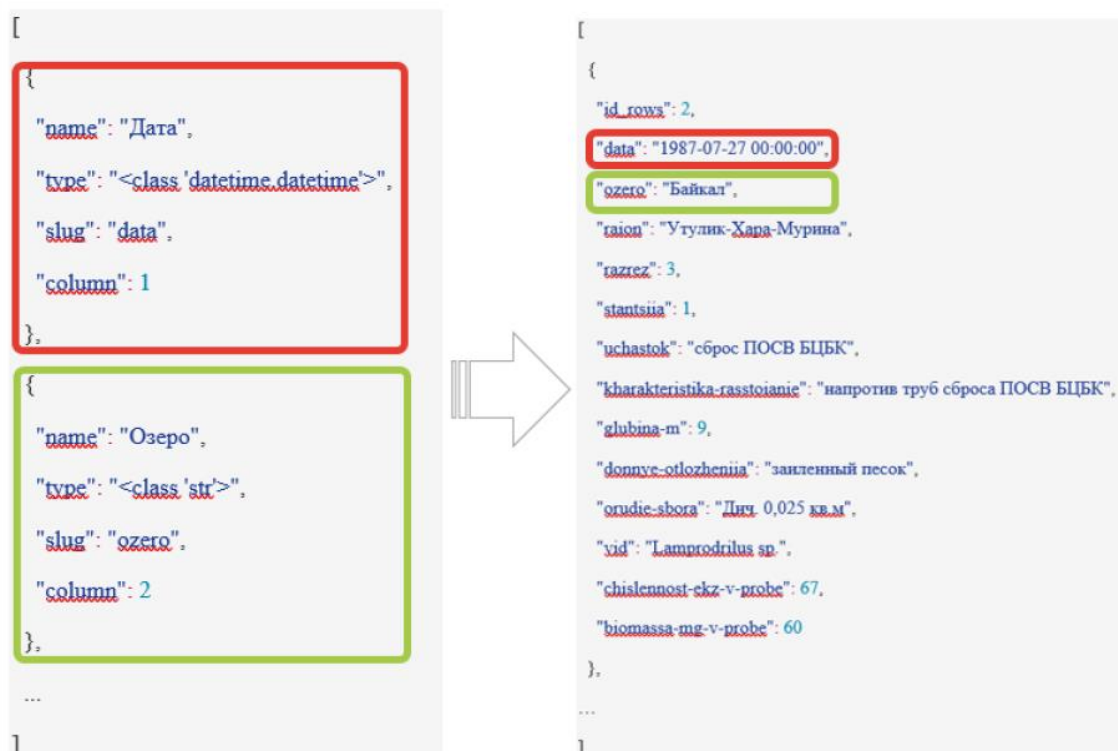 [
{
"name": "Дата",
"type": "<class 'datetime.datetime'>",
"slug": "data",
"column": 1
},
{
"name": "Озеро",
"type": "<class 'str'>",
"slug": "ozero",
"column": 2
},
...
]
[
{
"id_rows": 2,
"data": "1987-07-27 00:00:00",
"ozero": "Байкал",
"raion": "Утулик-Хара-Мурина",
"razrez": 3,
"stantsiia": 1,
"uchastok": "сброс ПОСВ БЦБК",
"kharakteristika-rasstoianie": "напротив труб сброса ПОСВ БЦБК",
"glubina-m": 9,
"donnye-otlozheniia": "заиленный песок",
"orudie-sbora": "Днч. 0,025 кв.м",
"vid": "Lamprodrilus sp.",
"chislennost-ekz-v-probe": 67,
"biomassa-mg-v-probe": 60
},
...
]